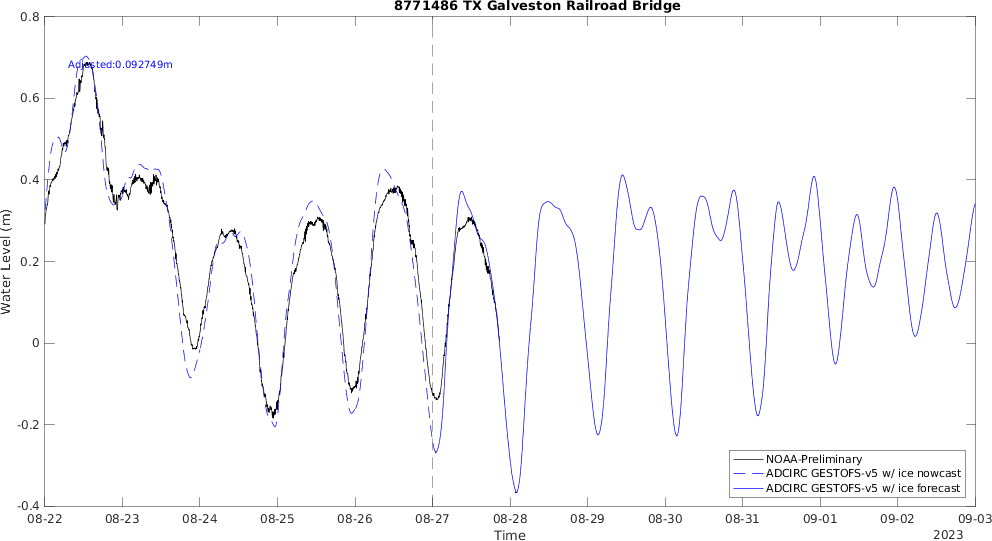 8771486 TX Galveston Railroad Bridge
Adjusted:0.092749m
Water Level (m)
0.8
0.6
0.4
0.2
0
-0.2
-0.4
08-22 08-23 08-24 08-25 08-26 08-27 08-28 08-29 08-30 08-31 09-01 09-02 09-03
Time
2023
NOAA-Preliminary
ADCIRC GESTOFS-v5 w/ ice nowcast
ADCIRC GESTOFS-v5 w/ ice forecast